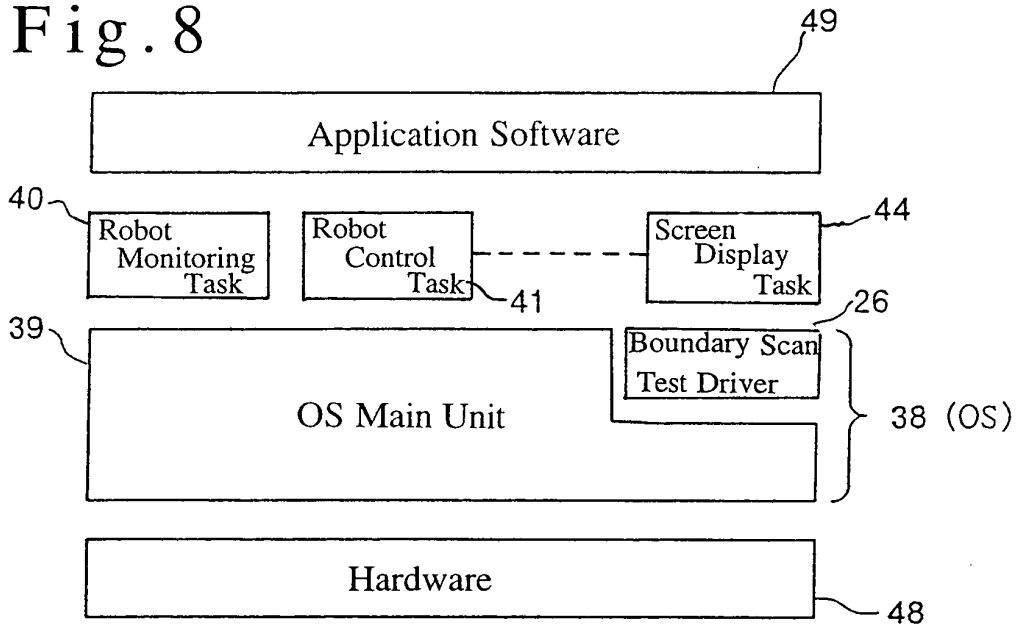 Fig. 8
49
Application Software
40
Robot
Monitoring
Task
Robot
Control
Task
41
Screen
Display
Task
44
39
26
Boundary Scan
Test Driver
OS Main Unit
38 (OS)
Hardware
48